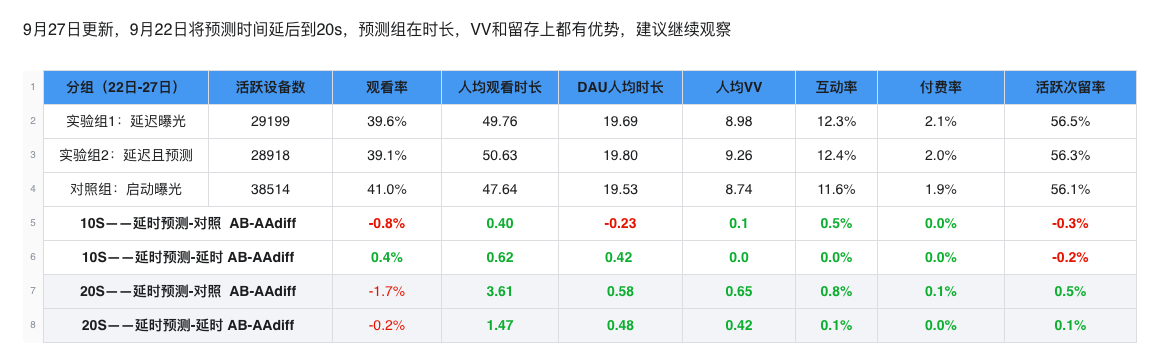 9月27日更新，9月22日将预测时间延后到20s，预测组在时长，VV和留存上都有优势，建议继续观察
1 分组（22日-27日） 活跃设备数 观看率 人均观看时长 DAU人均时长 人均VV 互动率 付费率 活跃次留率
2 实验组1：延迟曝光 29199 39.6% 49.76 19.69 8.98 12.3% 2.1% 56.5%
3 实验组2：延迟且预测 28918 39.1% 50.63 19.80 9.26 12.4% 2.0% 56.3%
4 对照组：启动曝光 38514 41.0% 47.64 19.53 8.74 11.6% 1.9% 56.1%
5 10S——延时预测-对照 AB-AAdiff -0.8% 0.40 -0.23 0.1 0.5% 0.0% -0.3%
6 10S——延时预测-延时 AB-AAdiff 0.4% 0.62 0.42 0.0 0.0% 0.0% -0.2%
7 20S——延时预测-对照 AB-AAdiff -1.7% 3.61 0.58 0.65 0.8% 0.1% 0.5%
8 20S——延时预测-延时 AB-AAdiff -0.2% 1.47 0.48 0.42 0.1% 0.0% 0.1%